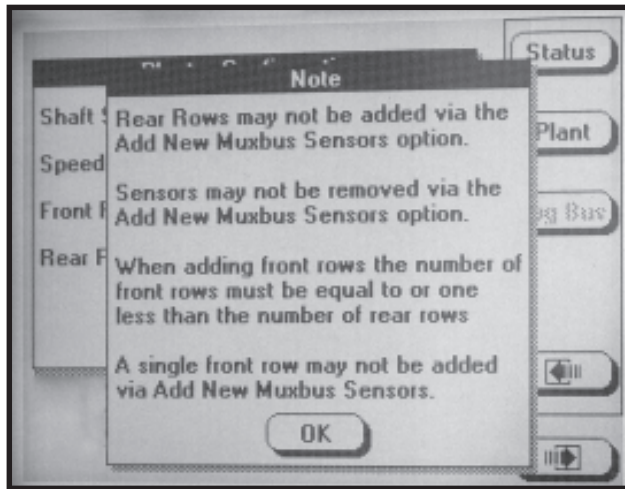 Note
Rear Rows may not be added via the
Add New Muxbus Sensors option.
Sensors may not be removed via the
Add New Muxbus Sensors option.
When adding front rows the number of
front rows must be equal to or one
less than the number of rear rows
A single front row may not be added
via Add New Muxbus Sensors.
OK
Shaft
Speed
Front
Rear
Status
Plant
Bus